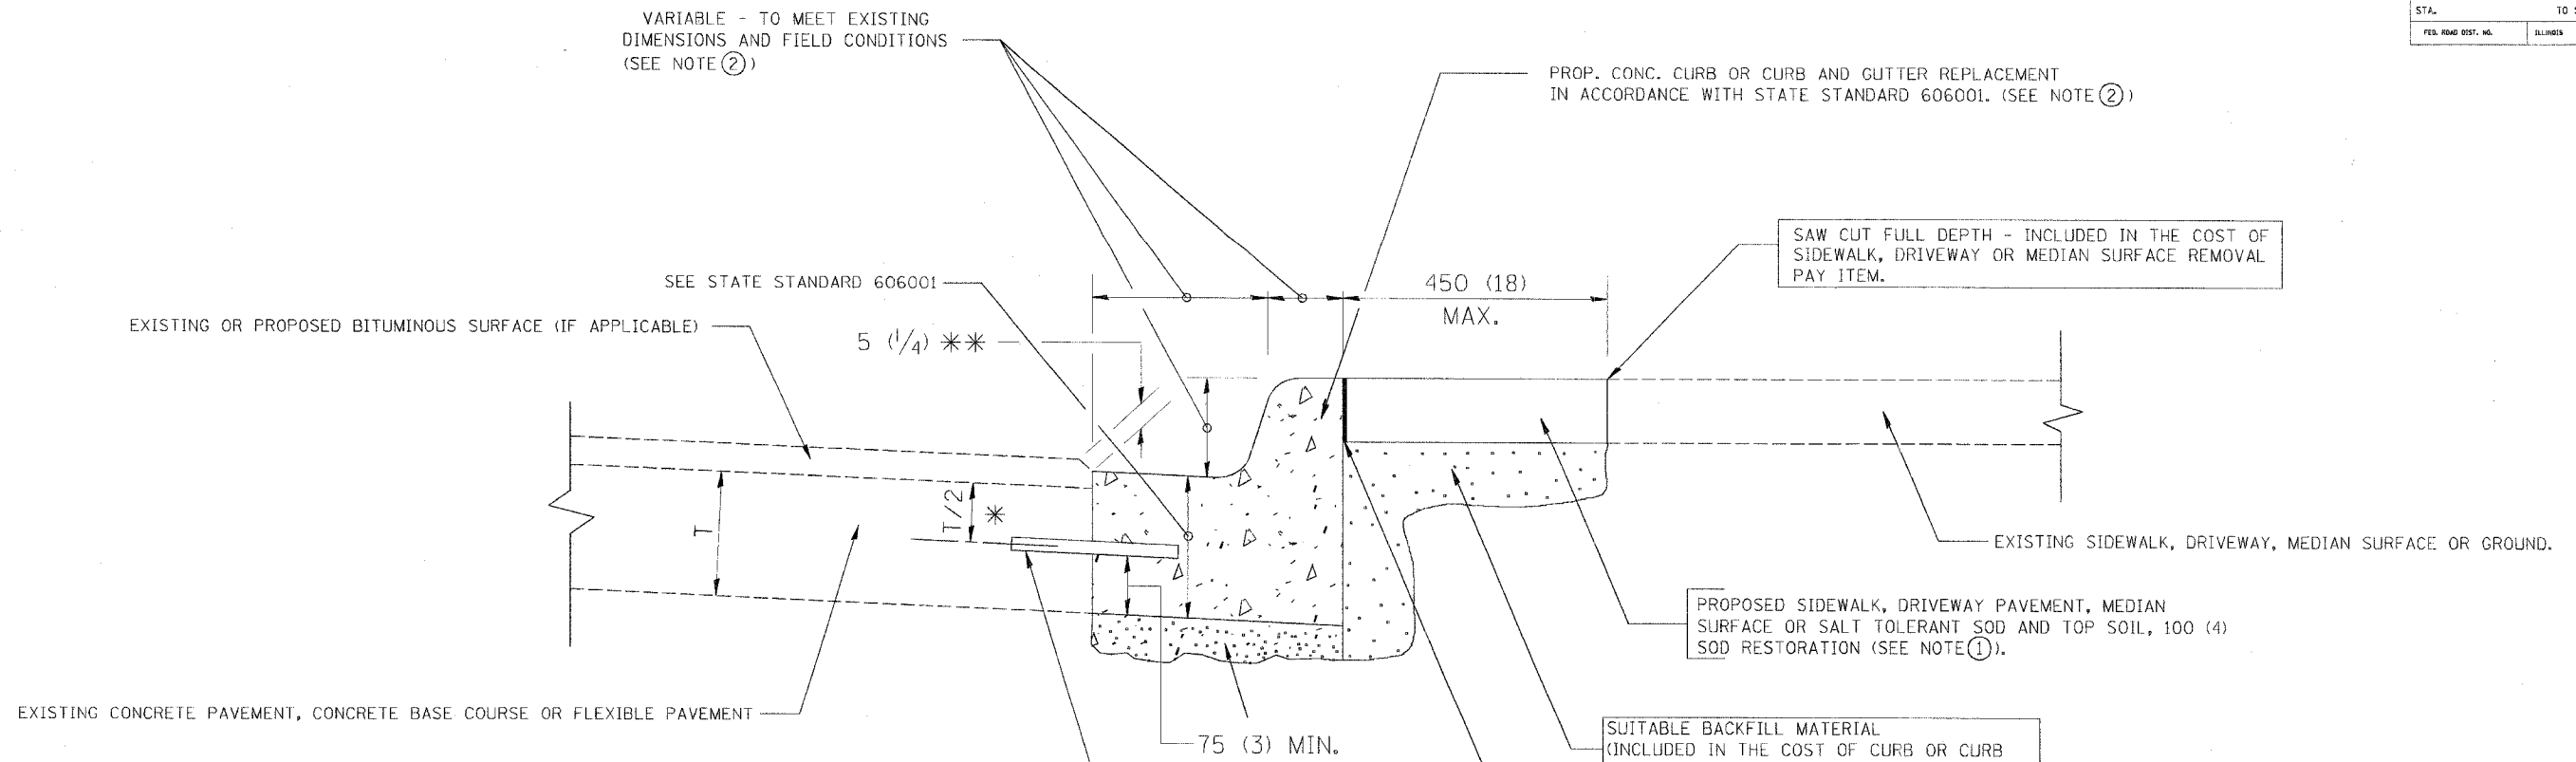 VARIABLE - TO MEET EXISTING
DIMENSIONS AND FIELD CONDITIONS
(SEE NOTE ②)
STA.
TO
FED. ROAD DIST. NO.
ILLINOIS
PROP. CONC. CURB OR CURB AND GUTTER REPLACEMENT
IN ACCORDANCE WITH STATE STANDARD 606001. (SEE NOTE ②)
SAW CUT FULL DEPTH - INCLUDED IN THE COST OF
SIDEWALK, DRIVEWAY OR MEDIAN SURFACE REMOVAL
PAY ITEM.
SEE STATE STANDARD 606001
450 (18)
MAX.
EXISTING OR PROPOSED BITUMINOUS SURFACE (IF APPLICABLE)
5 (1/4) **
T
T/2
*
EXISTING SIDEWALK, DRIVEWAY, MEDIAN SURFACE OR GROUND.
PROPOSED SIDEWALK, DRIVEWAY PAVEMENT, MEDIAN
SURFACE OR SALT TOLERANT SOD AND TOP SOIL, 100 (4)
SOD RESTORATION (SEE NOTE ①).
EXISTING CONCRETE PAVEMENT, CONCRETE BASE COURSE OR FLEXIBLE PAVEMENT
75 (3) MIN.
SUITABLE BACKFILL MATERIAL
(INCLUDED IN THE COST OF CURB OR CURB